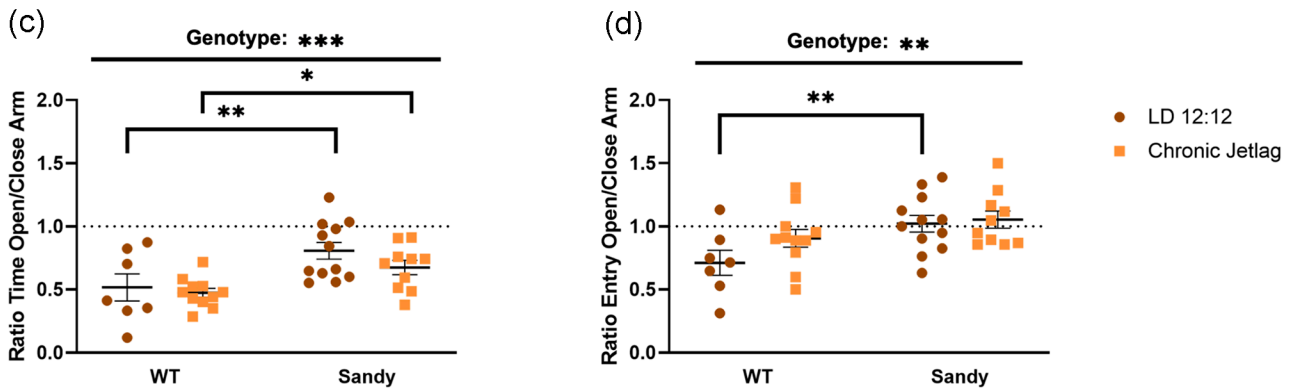 (c)
Genotype: ***
*
**
Ratio Time Open/Close Arm
2.0
1.5
1.0
0.5
0.0
WT
Sandy
(d)
Genotype: **
**
Ratio Entry Open/Close Arm
2.0
1.5
1.0
0.5
0.0
WT
Sandy
LD 12:12
Chronic Jetlag